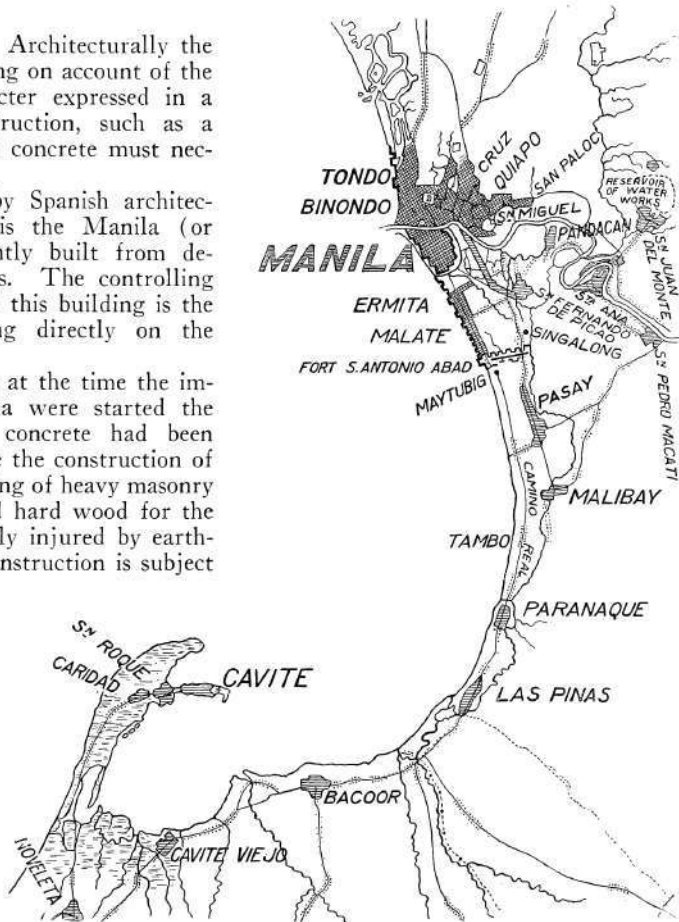 Architecturally the
ng on account of the
cter expressed in a
ruction, such as a
concrete must nec-
by Spanish architec-
is the Manila (or
ntly built from de-
s. The controlling
this building is the
ng directly on the
at the time the im-
a were started the
concrete had been
e the construction of
ng of heavy masonry
d hard wood for the
ly injured by earth-
nstruction is subject
TONDO
BINONDO
MANILA
CRUZ
QUIAPO
SAN PALOC
Sᴺ MIGUEL
RESERVOIR
OF WATER
WORKS
PANDACAN
Sᴺ JUAN
DEL MONTE
STA ANA
Sᴺ FERNANDO
DE PICAO
Sᴺ PEDRO MACATI
ERMITA
MALATE
SINGALONG
FORT S. ANTONIO ABAD
MAYTUBIG
PASAY
CAMINO
REAL
MALIBAY
TAMBO
PARANAQUE
LAS PINAS
Sᴺ ROQUE
CARIDAD
CAVITE
BACOOR
CAVITE VIEJO
NOVELETA